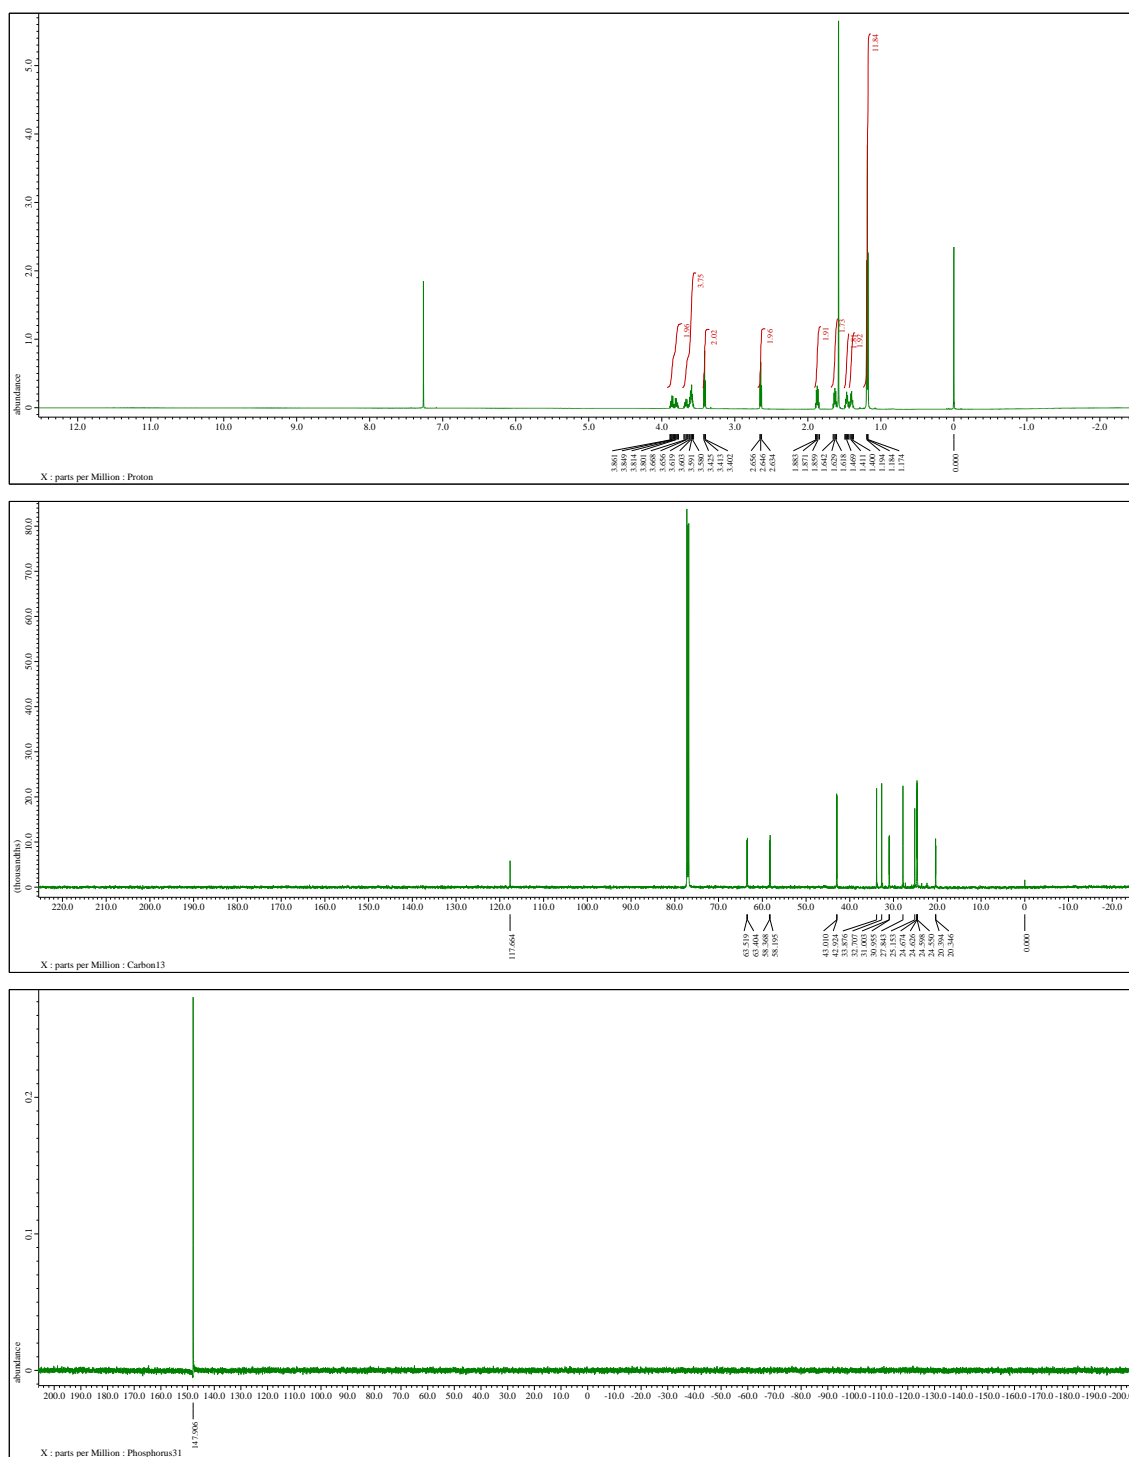 5.0
4.0
3.0
2.0
1.0
0
abundance
11.84
3.75
1.96
2.02
1.96
1.91
1.73
1.84
1.92
12.0 11.0 10.0 9.0 8.0 7.0 6.0 5.0 4.0 3.0 2.0 1.0 0 -1.0 -2.0
3.861 3.849 3.814 3.801 3.668 3.656 3.619 3.603 3.591 3.580 3.425 3.413 3.402 2.656 2.646 2.634 1.883 1.871 1.859 1.642 1.629 1.618 1.469 1.411 1.400 1.194 1.184 1.174 0.000
X : parts per Million : Proton
80.0
70.0
60.0
50.0
40.0
30.0
20.0
10.0
0
(thousandths)
220.0 210.0 200.0 190.0 180.0 170.0 160.0 150.0 140.0 130.0 120.0 110.0 100.0 90.0 80.0 70.0 60.0 50.0 40.0 30.0 20.0 10.0 0 -10.0 -20.0
117.664 63.519 63.404 58.368 58.195 43.010 42.924 33.876 32.707 31.003 30.955 27.843 25.153 24.674 24.626 24.598 24.550 20.394 20.346 0.000
X : parts per Million : Carbon13
0.2
0.1
0
abundance
200.0 190.0 180.0 170.0 160.0 150.0 140.0 130.0 120.0 110.0 100.0 90.0 80.0 70.0 60.0 50.0 40.0 30.0 20.0 10.0 0 -10.0 -20.0 -30.0 -40.0 -50.0 -60.0 -70.0 -80.0 -90.0 -100.0 -110.0 -120.0 -130.0 -140.0 -150.0 -160.0 -170.0 -180.0 -190.0 -200.0
147.906
X : parts per Million : Phosphorus31